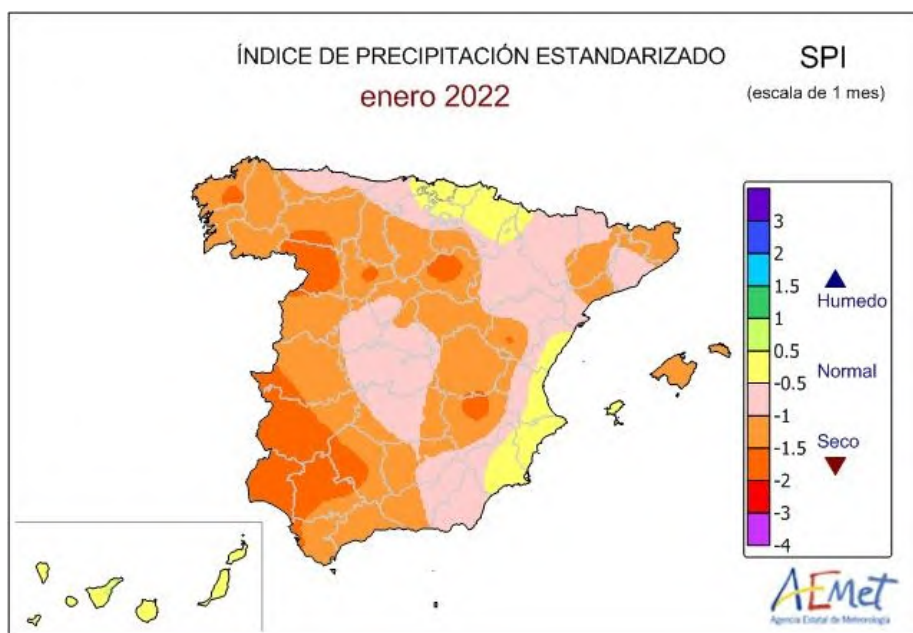 ÍNDICE DE PRECIPITACIÓN ESTANDARIZADO
enero 2022
SPI
(escala de 1 mes)
3
2
1.5
1
0.5
-0.5
-1
-1.5
-2
-3
-4
Humedo
Normal
Seco
AEMet
Agencia Estatal de Meteorología